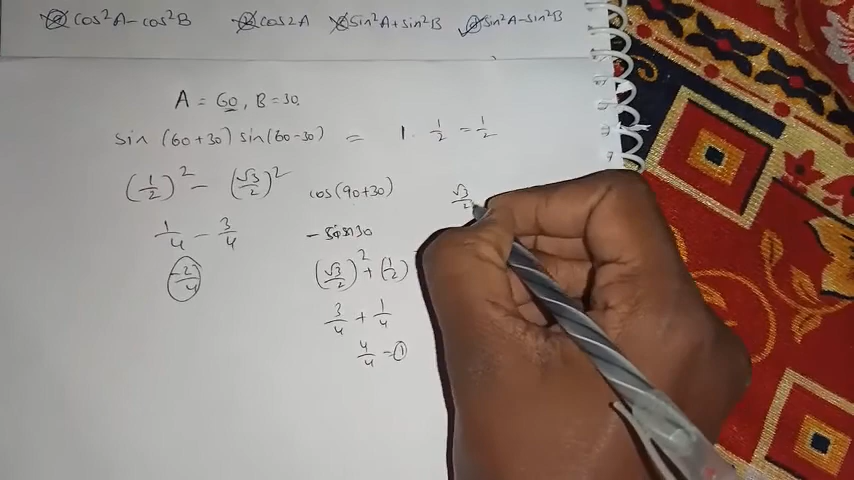 ⓐ cos²A - cos²B ⓑ cos2A ⓒ sin²A + sin²B ⓓ sin²A - sin²B
A = 60, B = 30.
sin (60+30) sin(60-30) = 1. 1/2 = 1/2
(1/2)² - (√3/2)² cos(90+30) √3/2
1/4 - 3/4 - sin30
-2/4 (√3/2)² + (1/2)
3/4 + 1/4
4/4 = 1